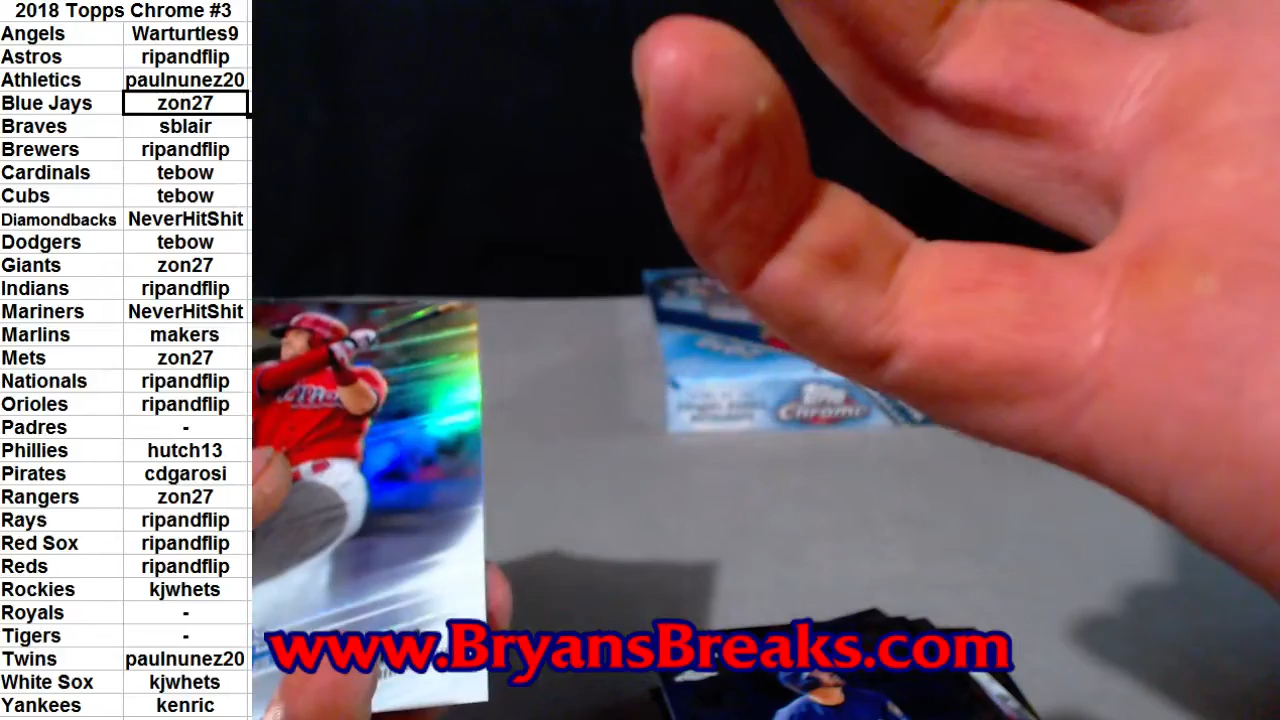 2018 Topps Chrome #3
Angels Warturtles9
Astros ripandflip
Athletics paulnunez20
Blue Jays zon27
Braves sblair
Brewers ripandflip
Cardinals tebow
Cubs tebow
Diamondbacks NeverHitShit
Dodgers tebow
Giants zon27
Indians ripandflip
Mariners NeverHitShit
Marlins makers
Mets zon27
Nationals ripandflip
Orioles ripandflip
Padres -
Phillies hutch13
Pirates cdgarosi
Rangers zon27
Rays ripandflip
Red Sox ripandflip
Reds ripandflip
Rockies kjwhets
Royals -
Tigers -
Twins paulnunez20
White Sox kjwhets
Yankees kenric
Topps
Chrome
www.BryansBreaks.com